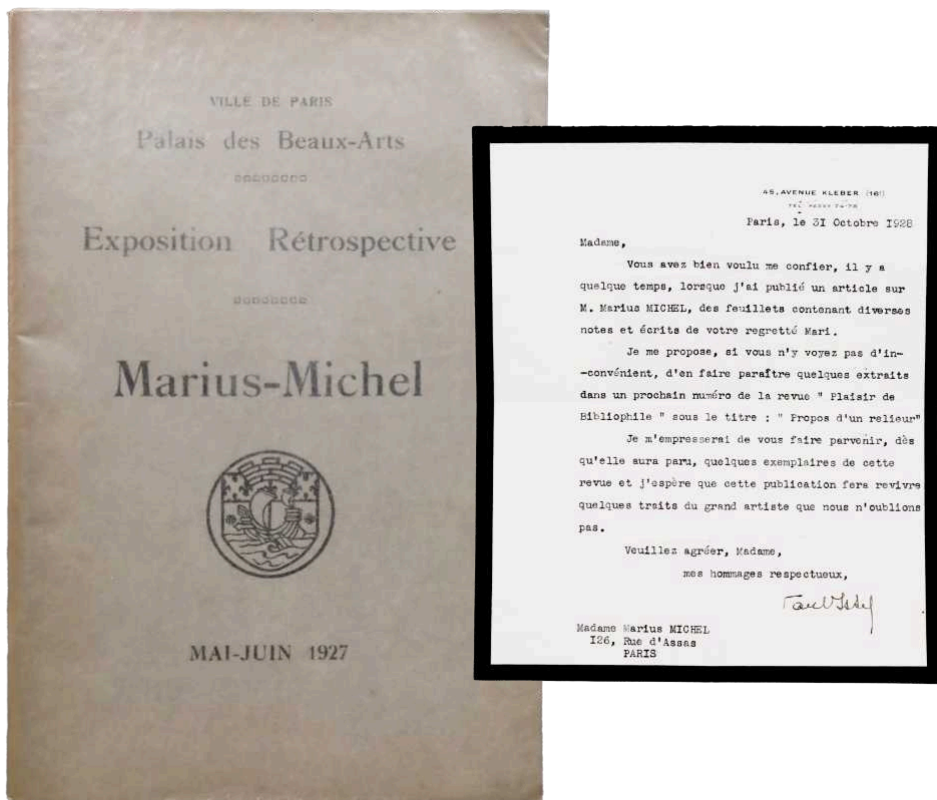 VILLE DE PARIS
Palais des Beaux-Arts
Exposition Rétrospective
Marius-Michel
MAI-JUIN 1927
45, AVENUE KLEBER (16ᵉ)
Paris, le 31 Octobre I928
Madame,
Vous avez bien voulu me confier, il y a
quelque temps, lorsque j'ai publié un article sur
M. Marius MICHEL, des feuillets contenant diverses
notes et écrits de votre regretté Mari.
Je me propose, si vous n'y voyez pas d'in-
-convénient, d'en faire paraître quelques extraits
dans un prochain numéro de la revue " Plaisir de
Bibliophile " sous le titre : " Propos d'un relieur"
Je m'empresserai de vous faire parvenir, dès
qu'elle aura paru, quelques exemplaires de cette
revue et j'espère que cette publication fera revivre
quelques traits du grand artiste que nous n'oublions
pas.
Veuillez agréer, Madame,
mes hommages respectueux,
Madame Marius MICHEL
I26, Rue d'Assas
PARIS